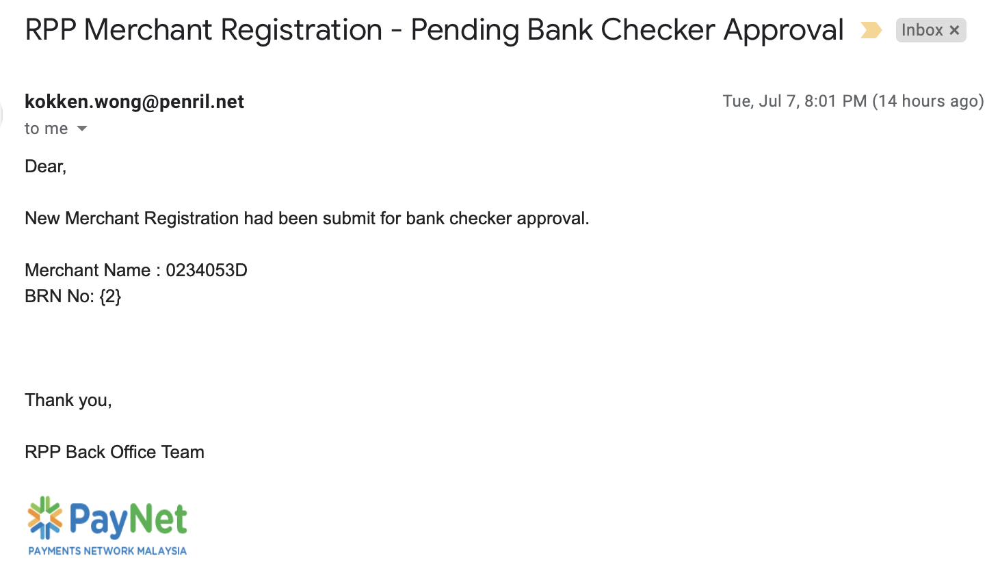 RPP Merchant Registration - Pending Bank Checker Approval Inbox ×
kokken.wong@penril.net Tue, Jul 7, 8:01 PM (14 hours ago)
to me
Dear,
New Merchant Registration had been submit for bank checker approval.
Merchant Name : 0234053D
BRN No: {2}
Thank you,
RPP Back Office Team
PayNet
PAYMENTS NETWORK MALAYSIA